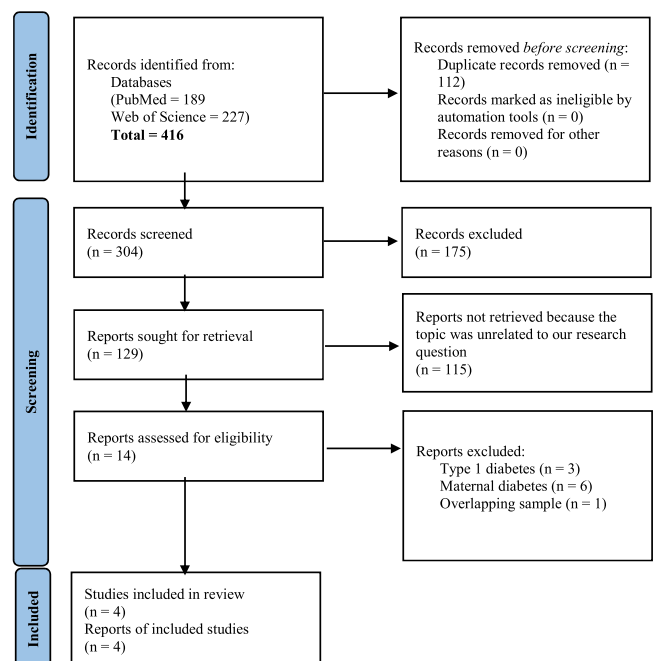 Identification
Records identified from:
Databases
(PubMed = 189
Web of Science = 227)
Total = 416
Records removed before screening:
Duplicate records removed (n =
112)
Records marked as ineligible by
automation tools (n = 0)
Records removed for other
reasons (n = 0)
Screening
Records screened
(n = 304)
Records excluded
(n = 175)
Reports sought for retrieval
(n = 129)
Reports not retrieved because the
topic was unrelated to our research
question
(n = 115)
Reports assessed for eligibility
(n = 14)
Reports excluded:
Type 1 diabetes (n = 3)
Maternal diabetes (n = 6)
Overlapping sample (n = 1)
Included
Studies included in review
(n = 4)
Reports of included studies
(n = 4)